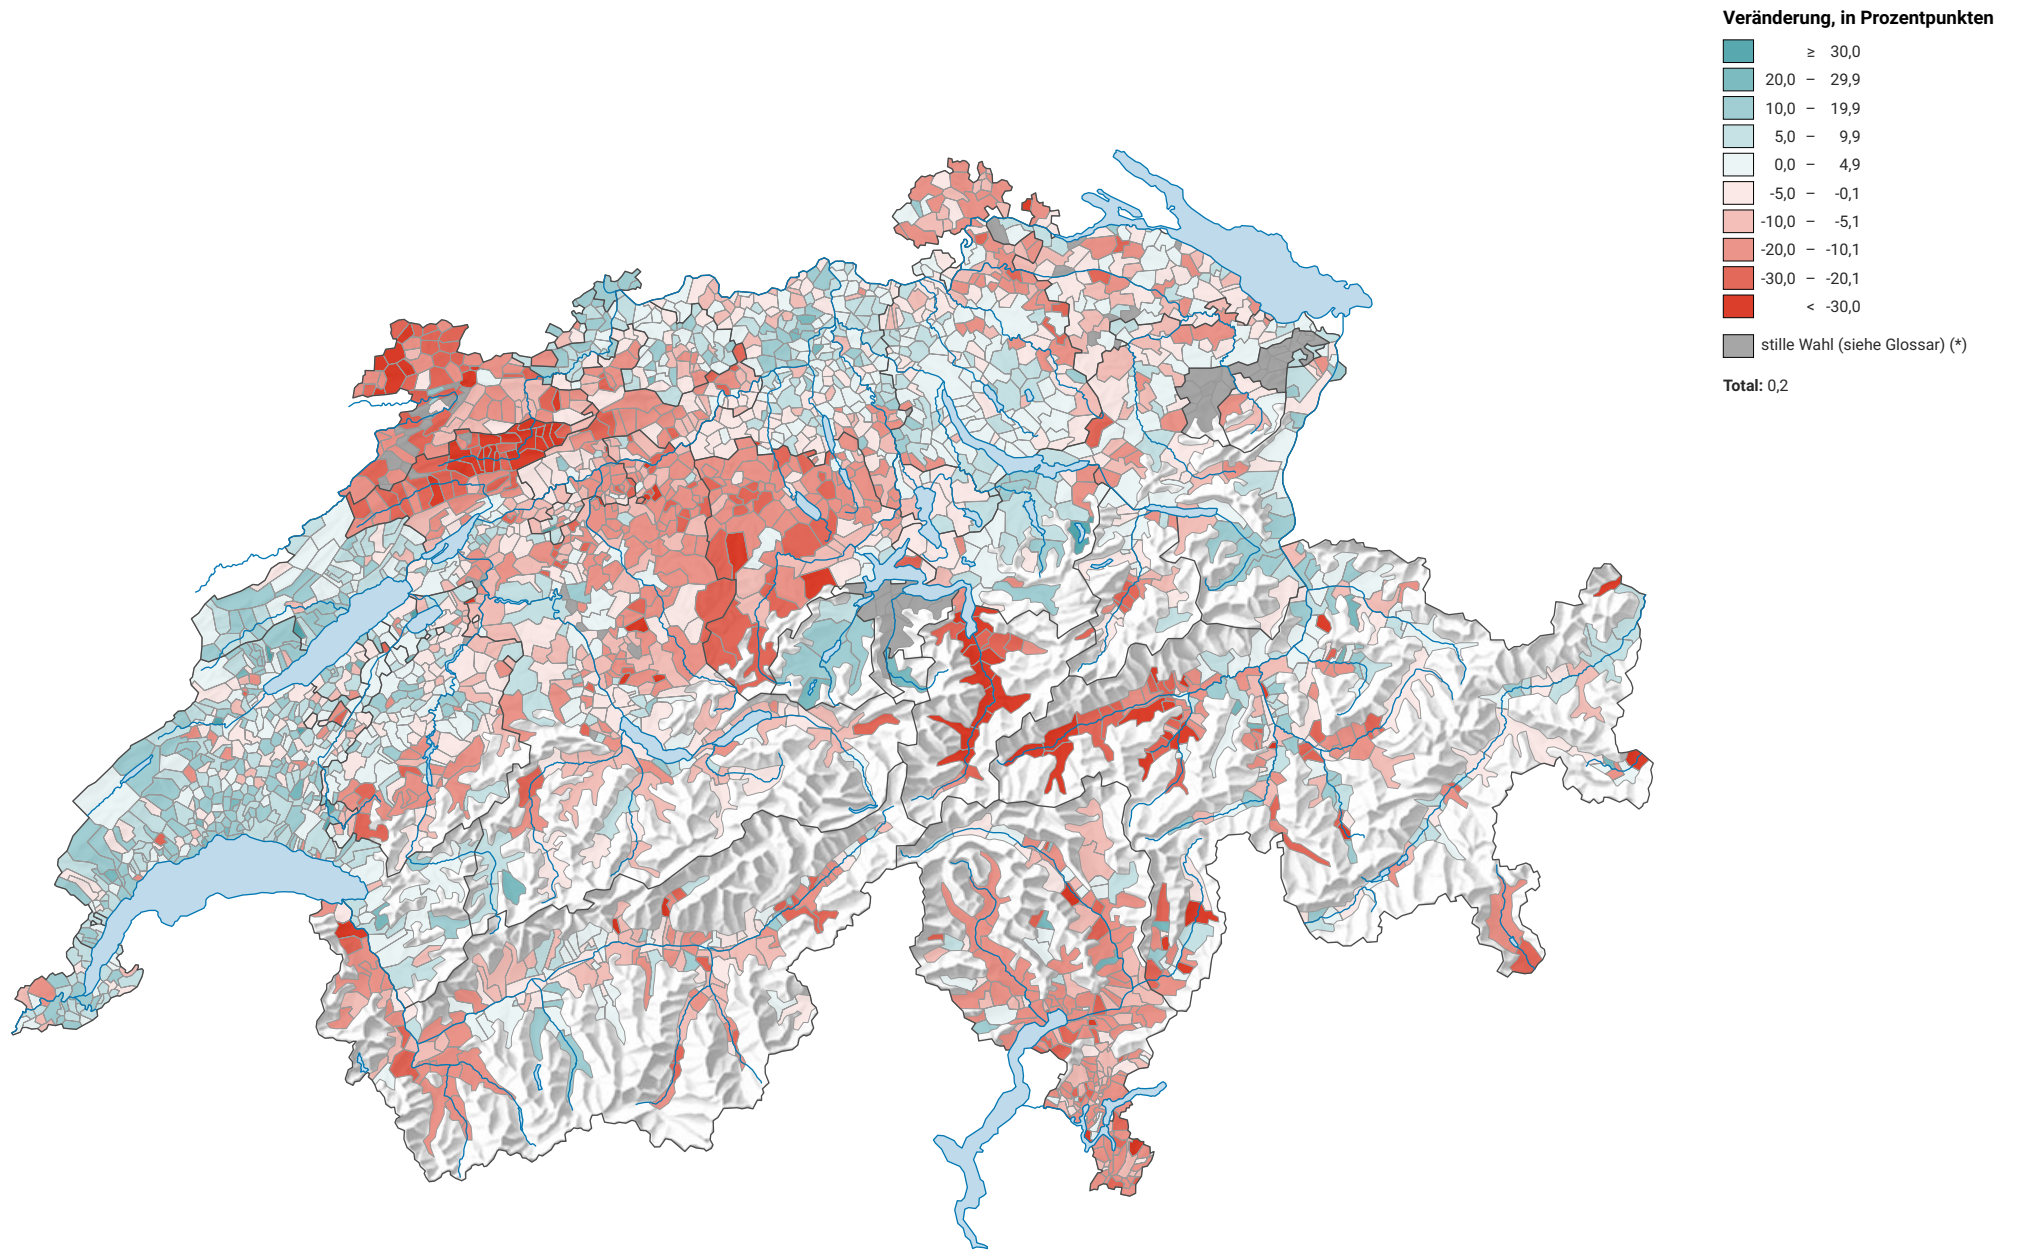 Veränderung, in Prozentpunkten
≥ 30,0
20,0 – 29,9
10,0 – 19,9
5,0 – 9,9
0,0 – 4,9
-5,0 – -0,1
-10,0 – -5,1
-20,0 – -10,1
-30,0 – -20,1
< -30,0
stille Wahl (siehe Glossar) (*)
Total: 0,2